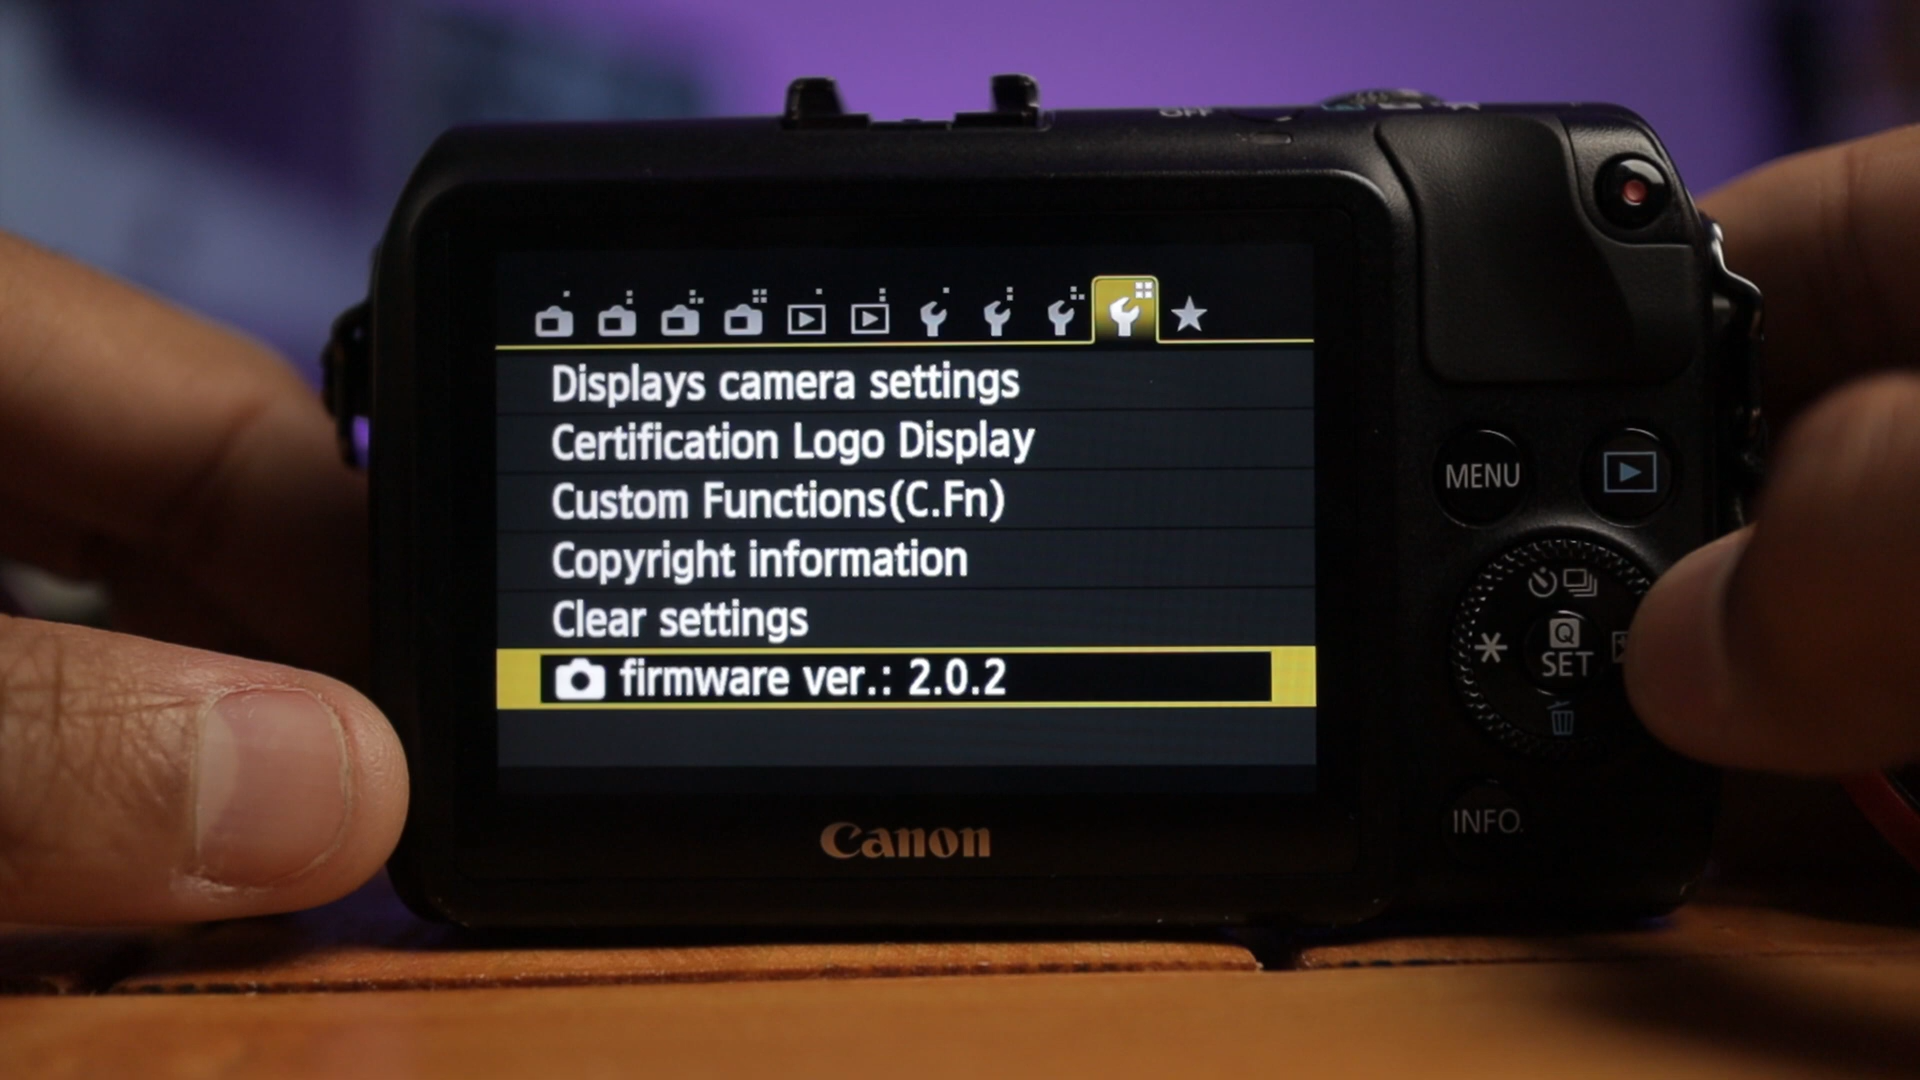 OFF
Displays camera settings
Certification Logo Display
Custom Functions(C.Fn)
Copyright information
Clear settings
firmware ver.: 2.0.2
MENU
Q
SET
INFO.
Canon